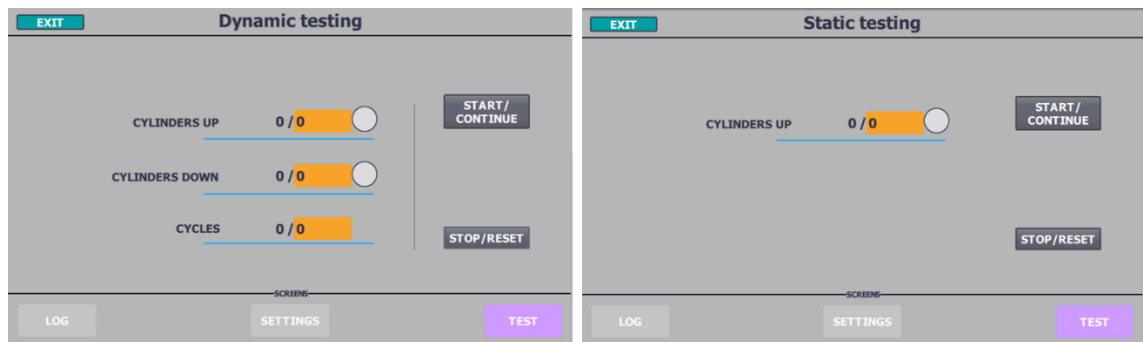 EXIT Dynamic testing
CYLINDERS UP 0 / 0
START/
CONTINUE
CYLINDERS DOWN 0 / 0
CYCLES 0 / 0
STOP/RESET
SCREENS
LOG SETTINGS TEST
EXIT Static testing
CYLINDERS UP 0 / 0
START/
CONTINUE
STOP/RESET
SCREENS
LOG SETTINGS TEST